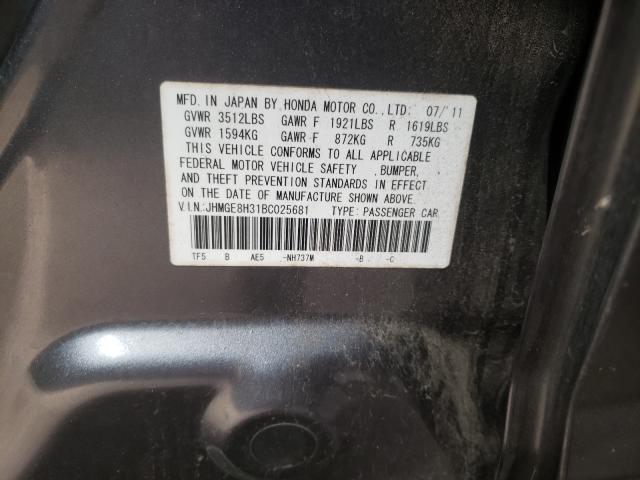 MFD. IN JAPAN BY HONDA MOTOR CO., LTD. 07/'11
GVWR 3512LBS GAWR F 1921LBS R 1619LBS
GVWR 1594KG GAWR F 872KG R 735KG
THIS VEHICLE CONFORMS TO ALL APPLICABLE
FEDERAL MOTOR VEHICLE SAFETY ,BUMPER,
AND THEFT PREVENTION STANDARDS IN EFFECT
ON THE DATE OF MANUFACTURE SHOWN ABOVE.
V.I.N:JHMGE8H31BC025681 TYPE: PASSENGER CAR
TF5 B AE5 -NH737M -B -C